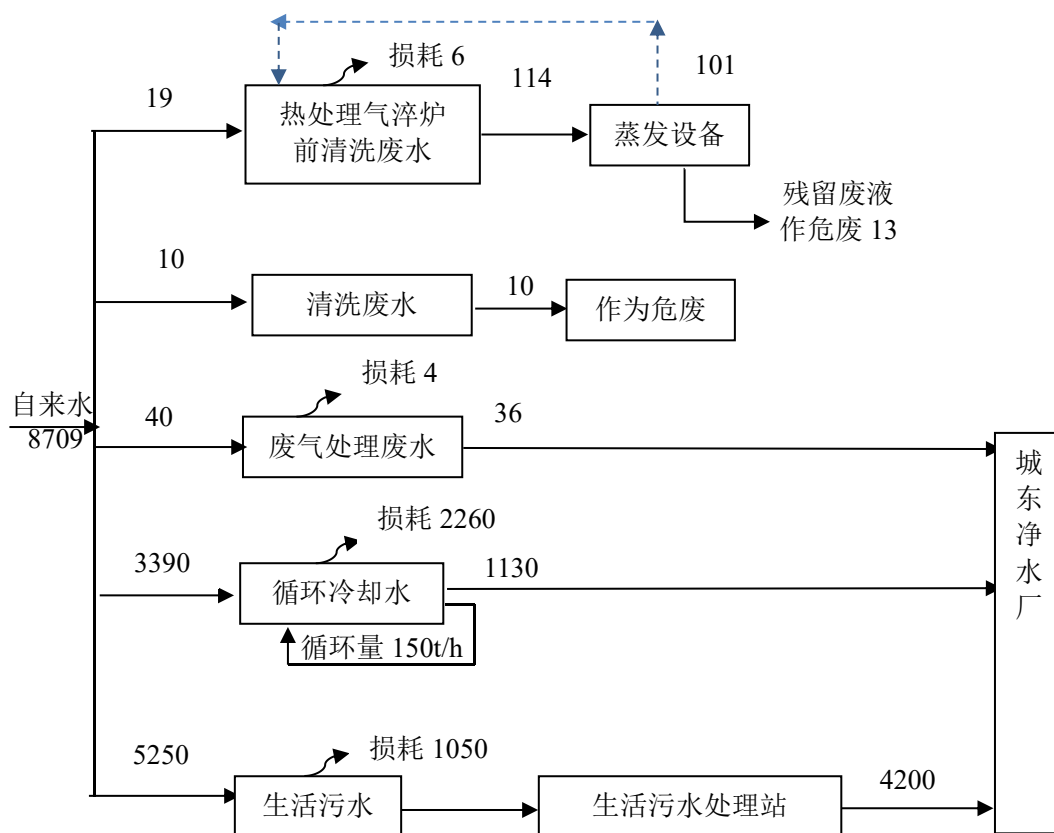 损耗 6
19
114
101
热处理气淬炉
前清洗废水
蒸发设备
残留废液
作危废 13
10
清洗废水
10
作为危废
损耗 4
自来水
8709
40
废气处理废水
36
城
东
净
水
厂
损耗 2260
3390
循环冷却水
1130
循环量 150t/h
5250
损耗 1050
生活污水
生活污水处理站
4200